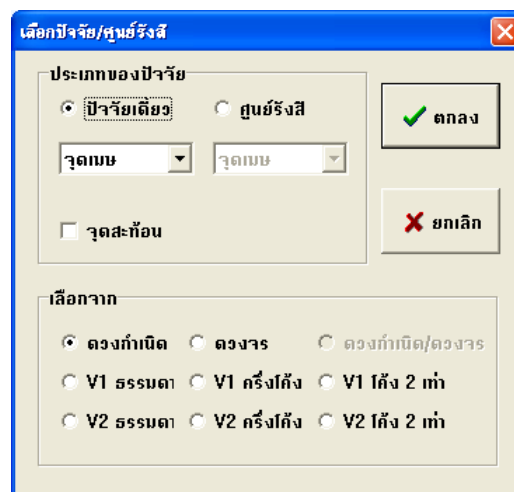 เลือกปัจจัย/ศูนย์รังสี
ประเภทของปัจจัย
ปัจจัยเดี่ยว ศูนย์รังสี
ตกลง
จุดเมษ จุดเมษ
จุดสะท้อน
ยกเลิก
เลือกจาก
ดวงกำเนิด ดวงจร ดวงกำเนิด/ดวงจร
V1 ธรรมดา V1 ครึ่งโค้ง V1 โค้ง 2 เท่า
V2 ธรรมดา V2 ครึ่งโค้ง V2 โค้ง 2 เท่า